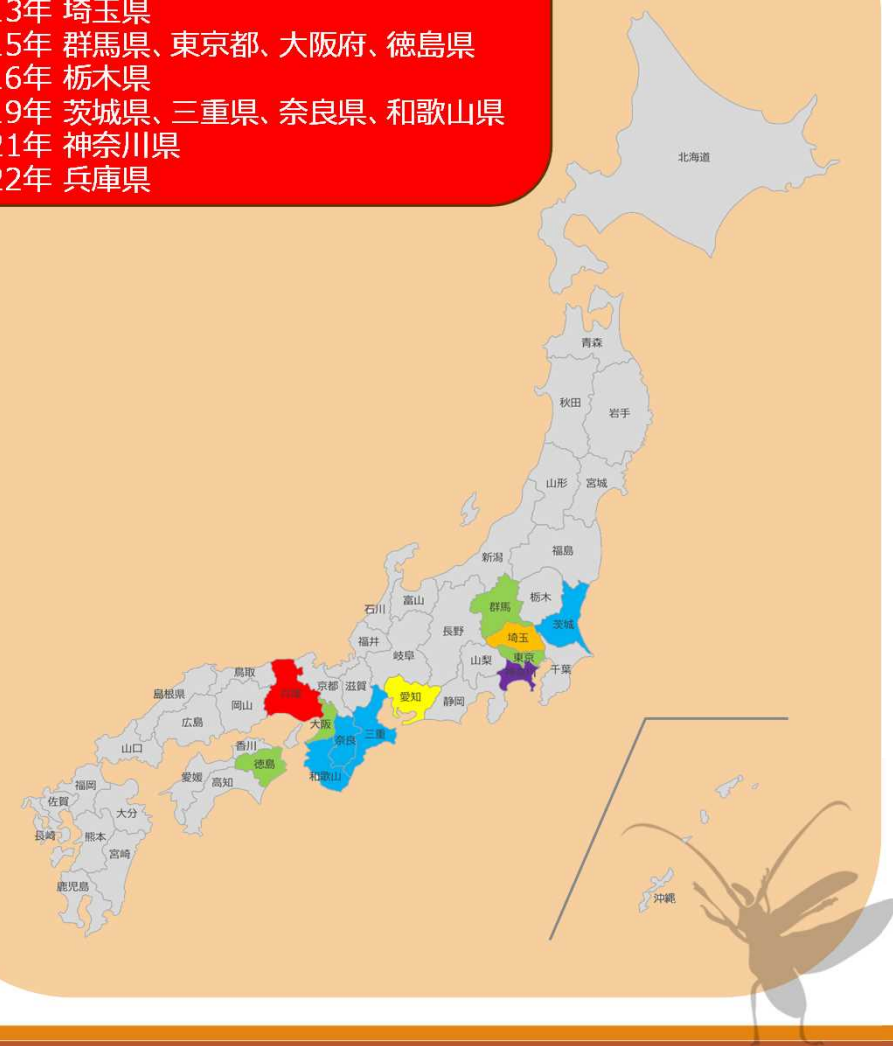 13年 埼玉県
15年 群馬県、東京都、大阪府、徳島県
16年 栃木県
19年 茨城県、三重県、奈良県、和歌山県
21年 神奈川県
22年 兵庫県
北海道
青森
秋田
岩手
山形
宮城
新潟
福島
群馬
栃木
茨城
石川
富山
長野
埼玉
東京
福井
岐阜
山梨
千葉
鳥取
京都
滋賀
愛知
静岡
島根県
岡山
兵庫
広島
大阪
奈良
三重
山口
香川
徳島
和歌山
愛媛
高知
福岡
佐賀
大分
長崎
熊本
宮崎
鹿児島
沖縄